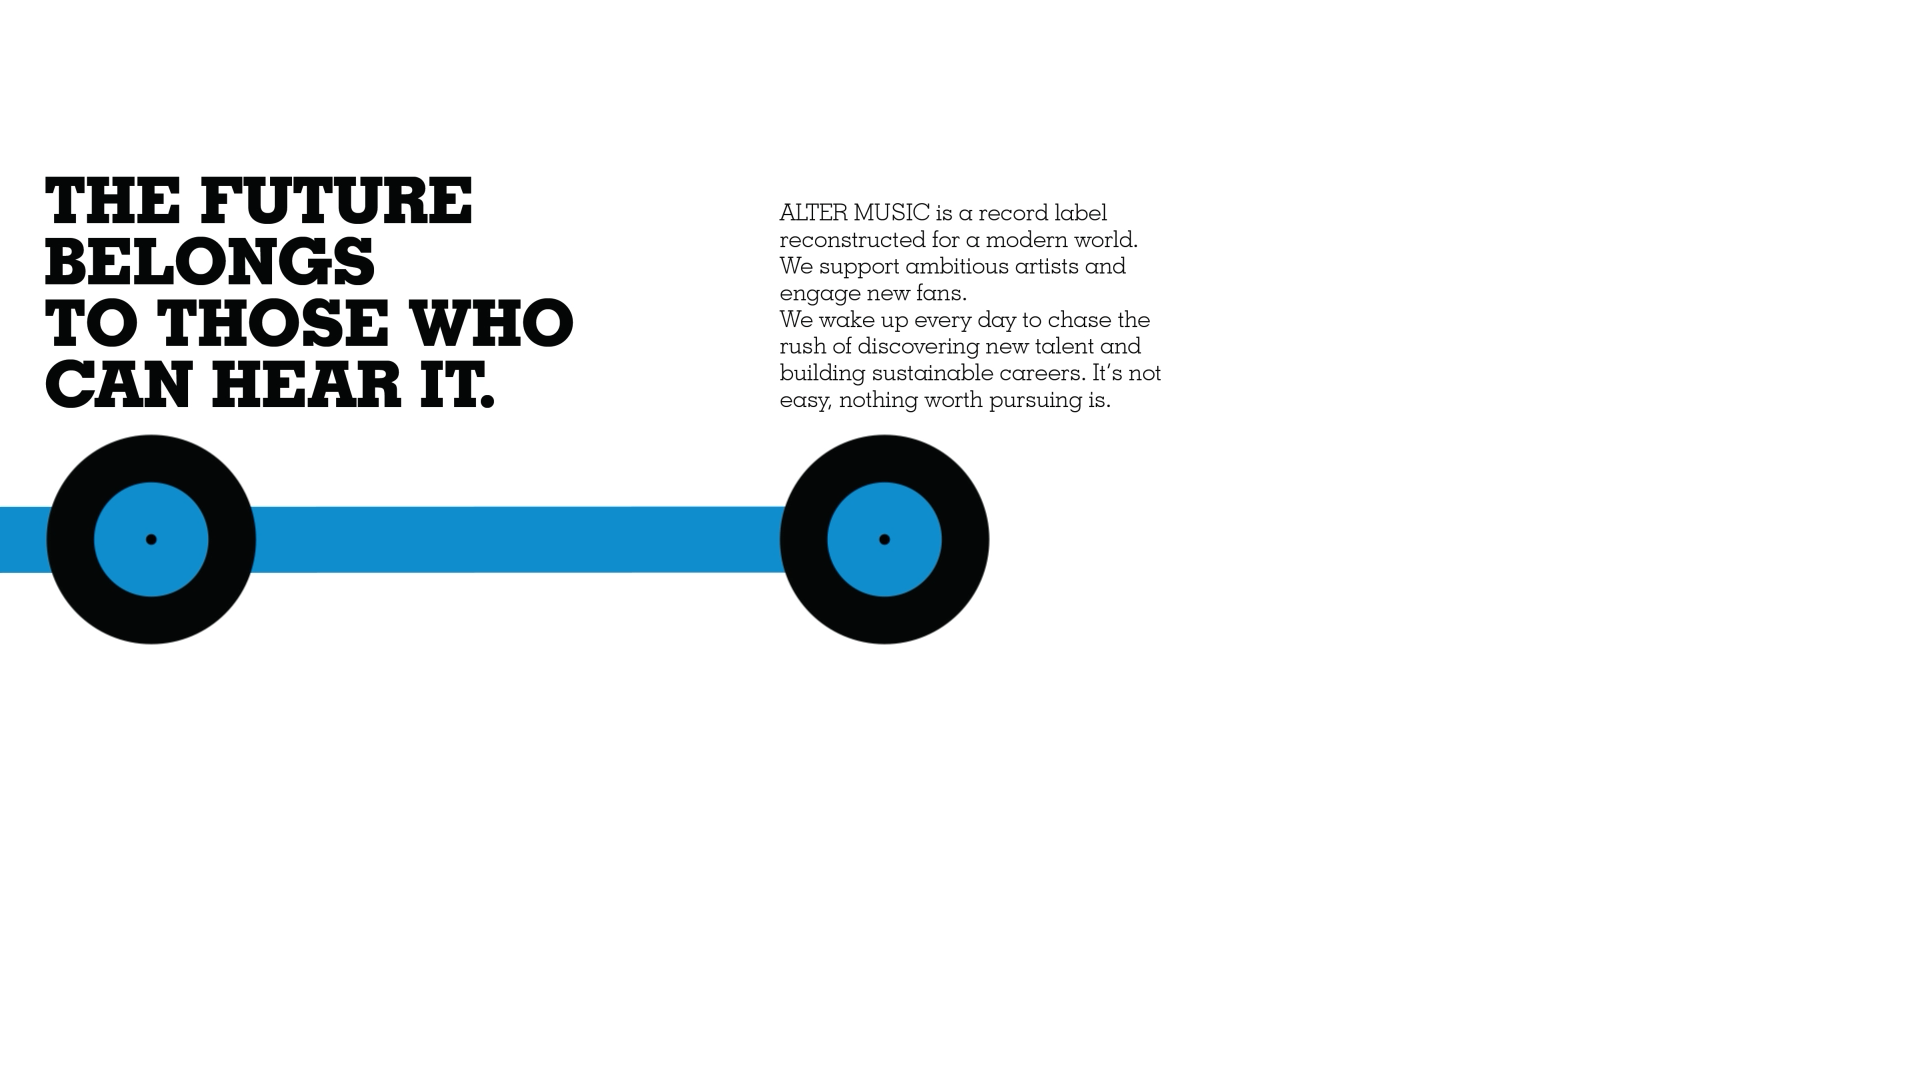 THE FUTURE
BELONGS
TO THOSE WHO
CAN HEAR IT.
ALTER MUSIC is a record label
reconstructed for a modern world.
We support ambitious artists and
engage new fans.
We wake up every day to chase the
rush of discovering new talent and
building sustainable careers. It‘s not
easy, nothing worth pursuing is.